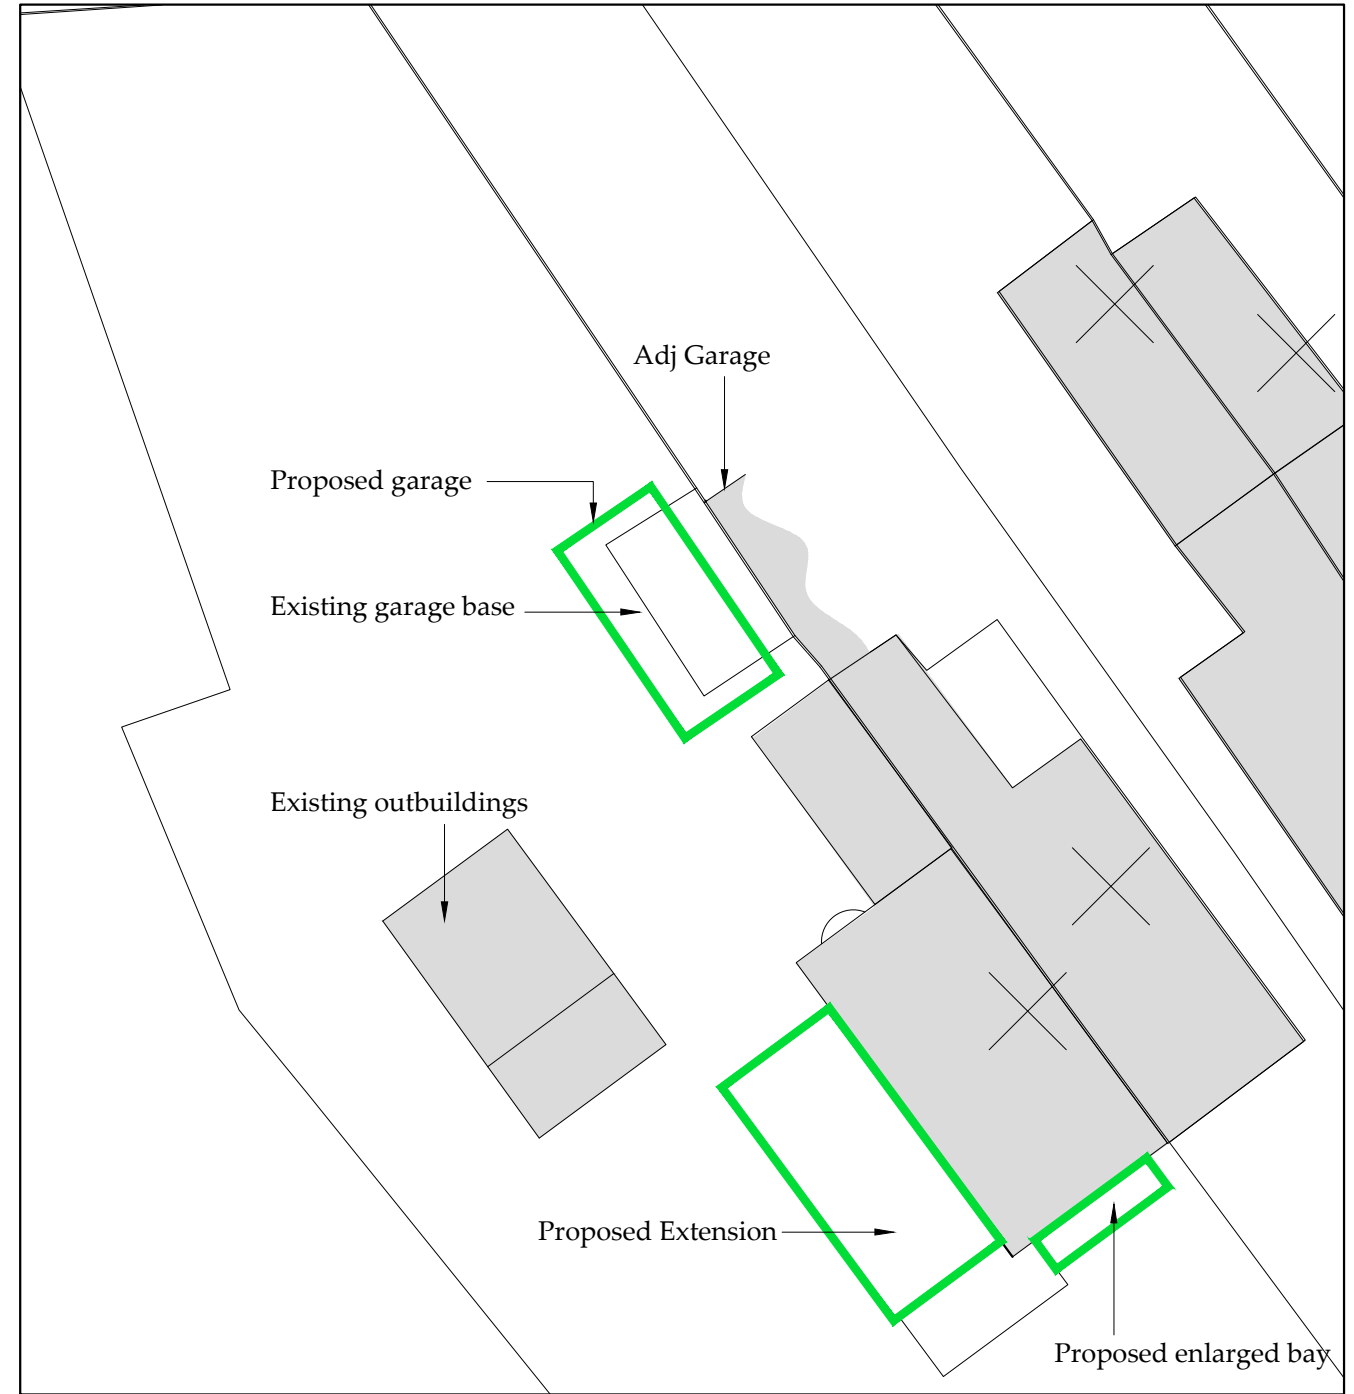 Adj Garage
Proposed garage
Existing garage base
Existing outbuildings
Proposed Extension
Proposed enlarged bay